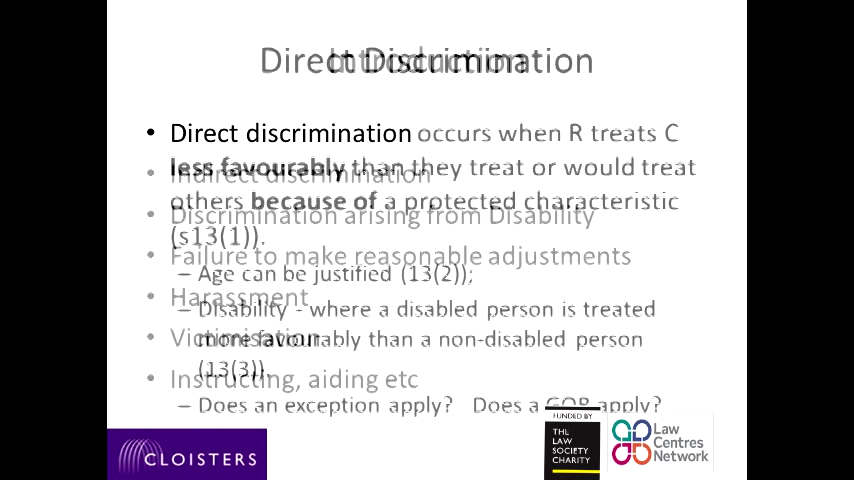 Direct Discrimination
Introduction
• Direct discrimination occurs when R treats C
less favourably than they treat or would treat
others because of a protected characteristic
(s13(1)).
– Age can be justified (13(2));
– Disability - where a disabled person is treated
more favourably than a non-disabled person
(13(3)).
– Does an exception apply? Does a GOR apply?
• Indirect discrimination
• Discrimination arising from Disability
• Failure to make reasonable adjustments
• Harassment
• Victimisation
• Instructing, aiding etc
CLOISTERS
FUNDED BY
THE
LAW
SOCIETY
CHARITY
Law
Centres
Network